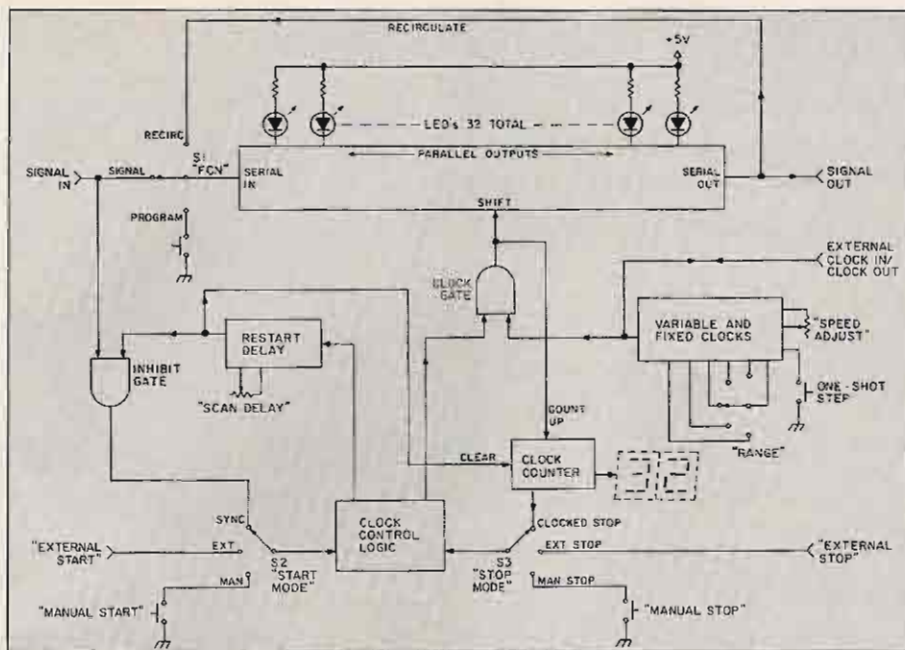 RECIRCULATE
+5V
LED's 32 TOTAL
RECIRC
PARALLEL OUTPUTS
SIGNAL IN
SIGNAL
S1 "FCN"
SERIAL IN
SERIAL OUT
SIGNAL OUT
SHIFT
PROGRAM
EXTERNAL CLOCK IN/ CLOCK OUT
CLOCK GATE
RESTART DELAY
VARIABLE AND FIXED CLOCKS
"SPEED ADJUST"
INHIBIT GATE
"SCAN DELAY"
ONE-SHOT STEP
COUNT UP
"RANGE"
CLEAR
CLOCK COUNTER
SYNC
CLOCK CONTROL LOGIC
CLOCKED STOP
"EXTERNAL START"
EXT
S2 "START MODE"
S3 "STOP MODE"
EXT STOP
"EXTERNAL STOP"
MAN
MAN STOP
"MANUAL START"
"MANUAL STOP"